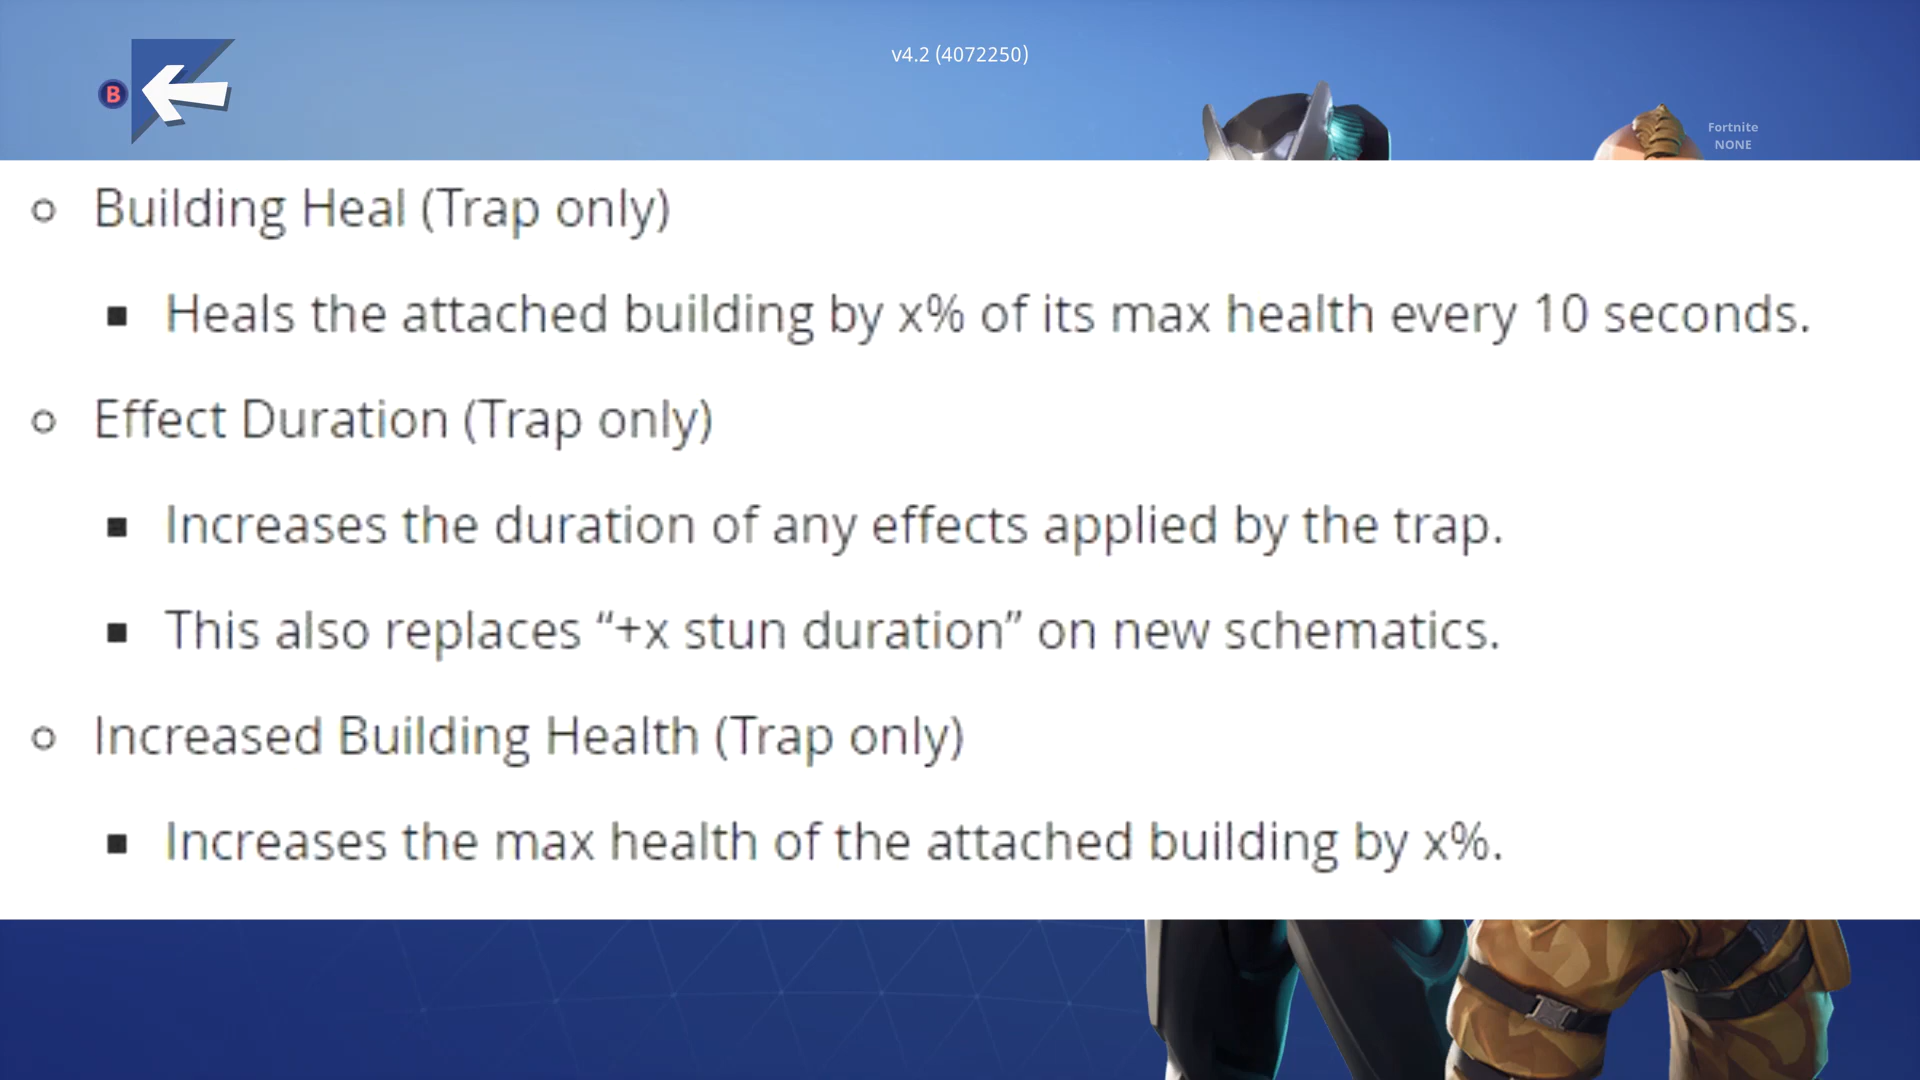 v4.2 (4072250)
B
Fortnite
NONE
Building Heal (Trap only)
Heals the attached building by x% of its max health every 10 seconds.
Effect Duration (Trap only)
Increases the duration of any effects applied by the trap.
This also replaces “+x stun duration” on new schematics.
Increased Building Health (Trap only)
Increases the max health of the attached building by x%.